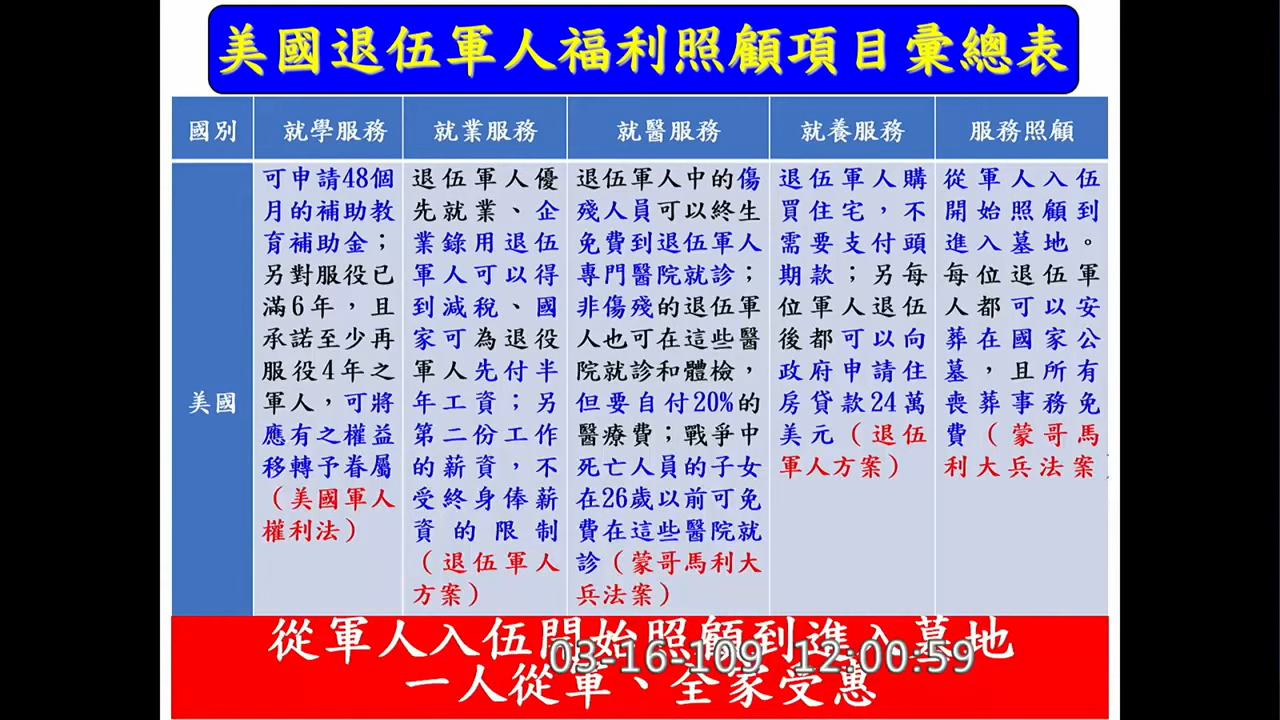 美國退伍軍人福利照顧項目彙總表
國別
就學服務
就業服務
就醫服務
就養服務
服務照顧
美國
可申請48個
月的補助教
育補助金；
另對服役已
滿6年，且
承諾至少再
服役4年之
軍人，可將
應有之權益
移轉予眷屬
（美國軍人
權利法）
退伍軍人優
先就業、企
業錄用退伍
軍人可以得
到減稅、國
家可為退役
軍人先付半
年工資；另
第二份工作
的薪資，不
受終身俸薪
資的限制
（退伍軍人
方案）
退伍軍人中的傷
殘人員可以終生
免費到退伍軍人
專門醫院就診；
非傷殘的退伍軍
人也可在這些醫
院就診和體檢，
但要自付20%的
醫療費；戰爭中
死亡人員的子女
在26歲以前可免
費在這些醫院就
診（蒙哥馬利大
兵法案）
退伍軍人購
買住宅，不
需要支付頭
期款；另每
位軍人退伍
後都可以向
政府申請住
房貸款24萬
美元（退伍
軍人方案）
從軍人入伍
開始照顧到
進入墓地。
每位退伍軍
人都可以安
葬在國家公
墓，且所有
喪葬事務免
費（蒙哥馬
利大兵法案
從軍人入伍開始照顧到進入墓地
03-16-109 12:00:59
一人從軍、全家受惠